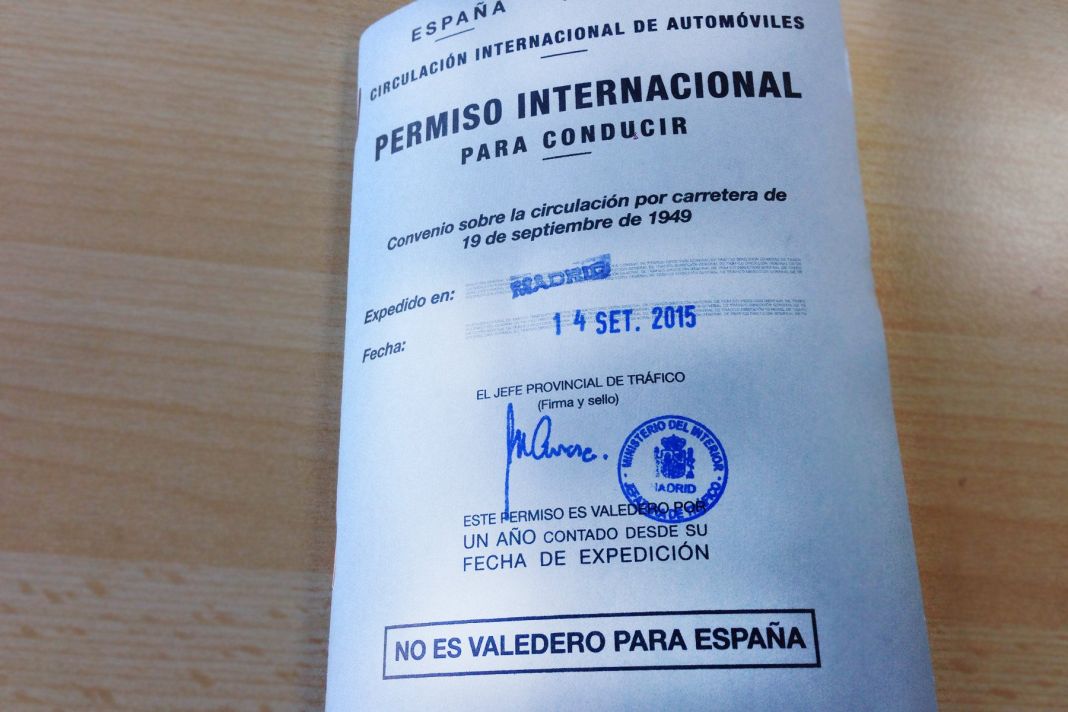 ESPAÑA
CIRCULACIÓN INTERNACIONAL DE AUTOMÓVILES
PERMISO INTERNACIONAL
PARA CONDUCIR
Convenio sobre la circulación por carretera de
19 de septiembre de 1949
Expedido en: MADRID
Fecha: 14 SET. 2015
EL JEFE PROVINCIAL DE TRÁFICO
(Firma y sello)
MINISTERIO DEL INTERIOR
MADRID
JEFATURA DE TRÁFICO
ESTE PERMISO ES VALEDERO POR
UN AÑO CONTADO DESDE SU
FECHA DE EXPEDICIÓN
NO ES VALEDERO PARA ESPAÑA